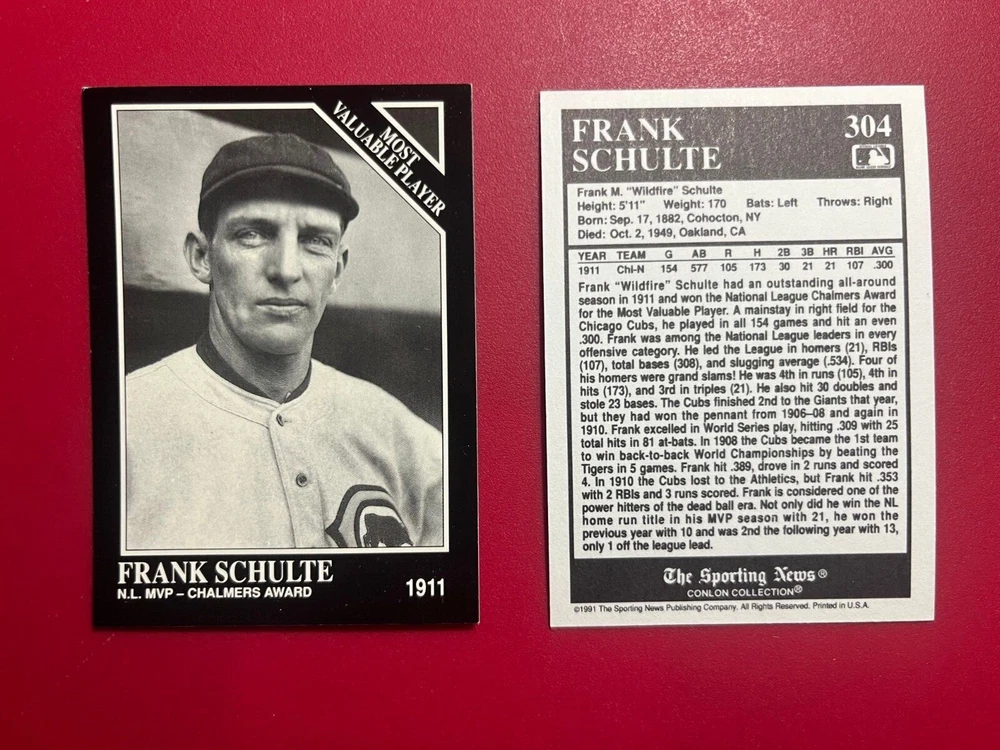 MOST
VALUABLE PLAYER
FRANK SCHULTE
N.L. MVP – CHALMERS AWARD
1911
FRANK
SCHULTE
304
Frank M. "Wildfire" Schulte
Height: 5'11" Weight: 170 Bats: Left Throws: Right
Born: Sep. 17, 1882, Cohocton, NY
Died: Oct. 2, 1949, Oakland, CA
YEAR TEAM G AB R H 2B 3B HR RBI AVG
1911 Chi-N 154 577 105 173 30 21 21 107 .300
Frank "Wildfire" Schulte had an outstanding all-around
season in 1911 and won the National League Chalmers Award
for the Most Valuable Player. A mainstay in right field for the
Chicago Cubs, he played in all 154 games and hit an even
.300. Frank was among the National League leaders in every
offensive category. He led the League in homers (21), RBIs
(107), total bases (308), and slugging average (.534). Four of
his homers were grand slams! He was 4th in runs (105), 4th in
hits (173), and 3rd in triples (21). He also hit 30 doubles and
stole 23 bases. The Cubs finished 2nd to the Giants that year,
but they had won the pennant from 1906–08 and again in
1910. Frank excelled in World Series play, hitting .309 with 25
total hits in 81 at-bats. In 1908 the Cubs became the 1st team
to win back-to-back World Championships by beating the
Tigers in 5 games. Frank hit .389, drove in 2 runs and scored
4. In 1910 the Cubs lost to the Athletics, but Frank hit .353
with 2 RBIs and 3 runs scored. Frank is considered one of the
power hitters of the dead ball era. Not only did he win the NL
home run title in his MVP season with 21, he won the
previous year with 10 and was 2nd the following year with 13,
only 1 off the league lead.
The Sporting News®
CONLON COLLECTION®
©1991 The Sporting News Publishing Company. All Rights Reserved. Printed in U.S.A.